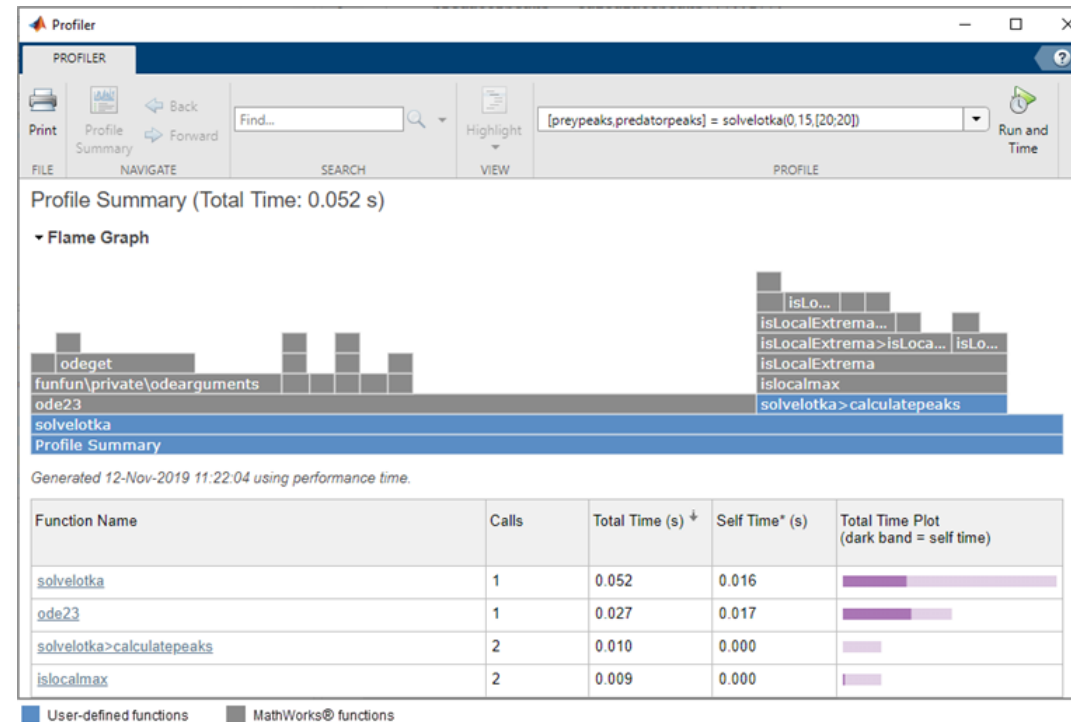 Profiler
PROFILER
?
Print
Profile Summary
Back
Forward
Find...
Highlight
[preypeaks,predatorpeaks] = solvelotka(0,15,[20;20])
Run and Time
FILE
NAVIGATE
SEARCH
VIEW
PROFILE
Profile Summary (Total Time: 0.052 s)
Flame Graph
isLo...
isLocalExtrema...
isLocalExtrema>isLoca... isLo...
odeget isLocalExtrema
funfun\private\odearguments islocalmax
ode23 solvelotka>calculatepeaks
solvelotka
Profile Summary
Generated 12-Nov-2019 11:22:04 using performance time.
Function Name Calls Total Time (s) Self Time* (s) Total Time Plot
(dark band = self time)
solvelotka 1 0.052 0.016
ode23 1 0.027 0.017
solvelotka>calculatepeaks 2 0.010 0.000
islocalmax 2 0.009 0.000
User-defined functions MathWorks® functions